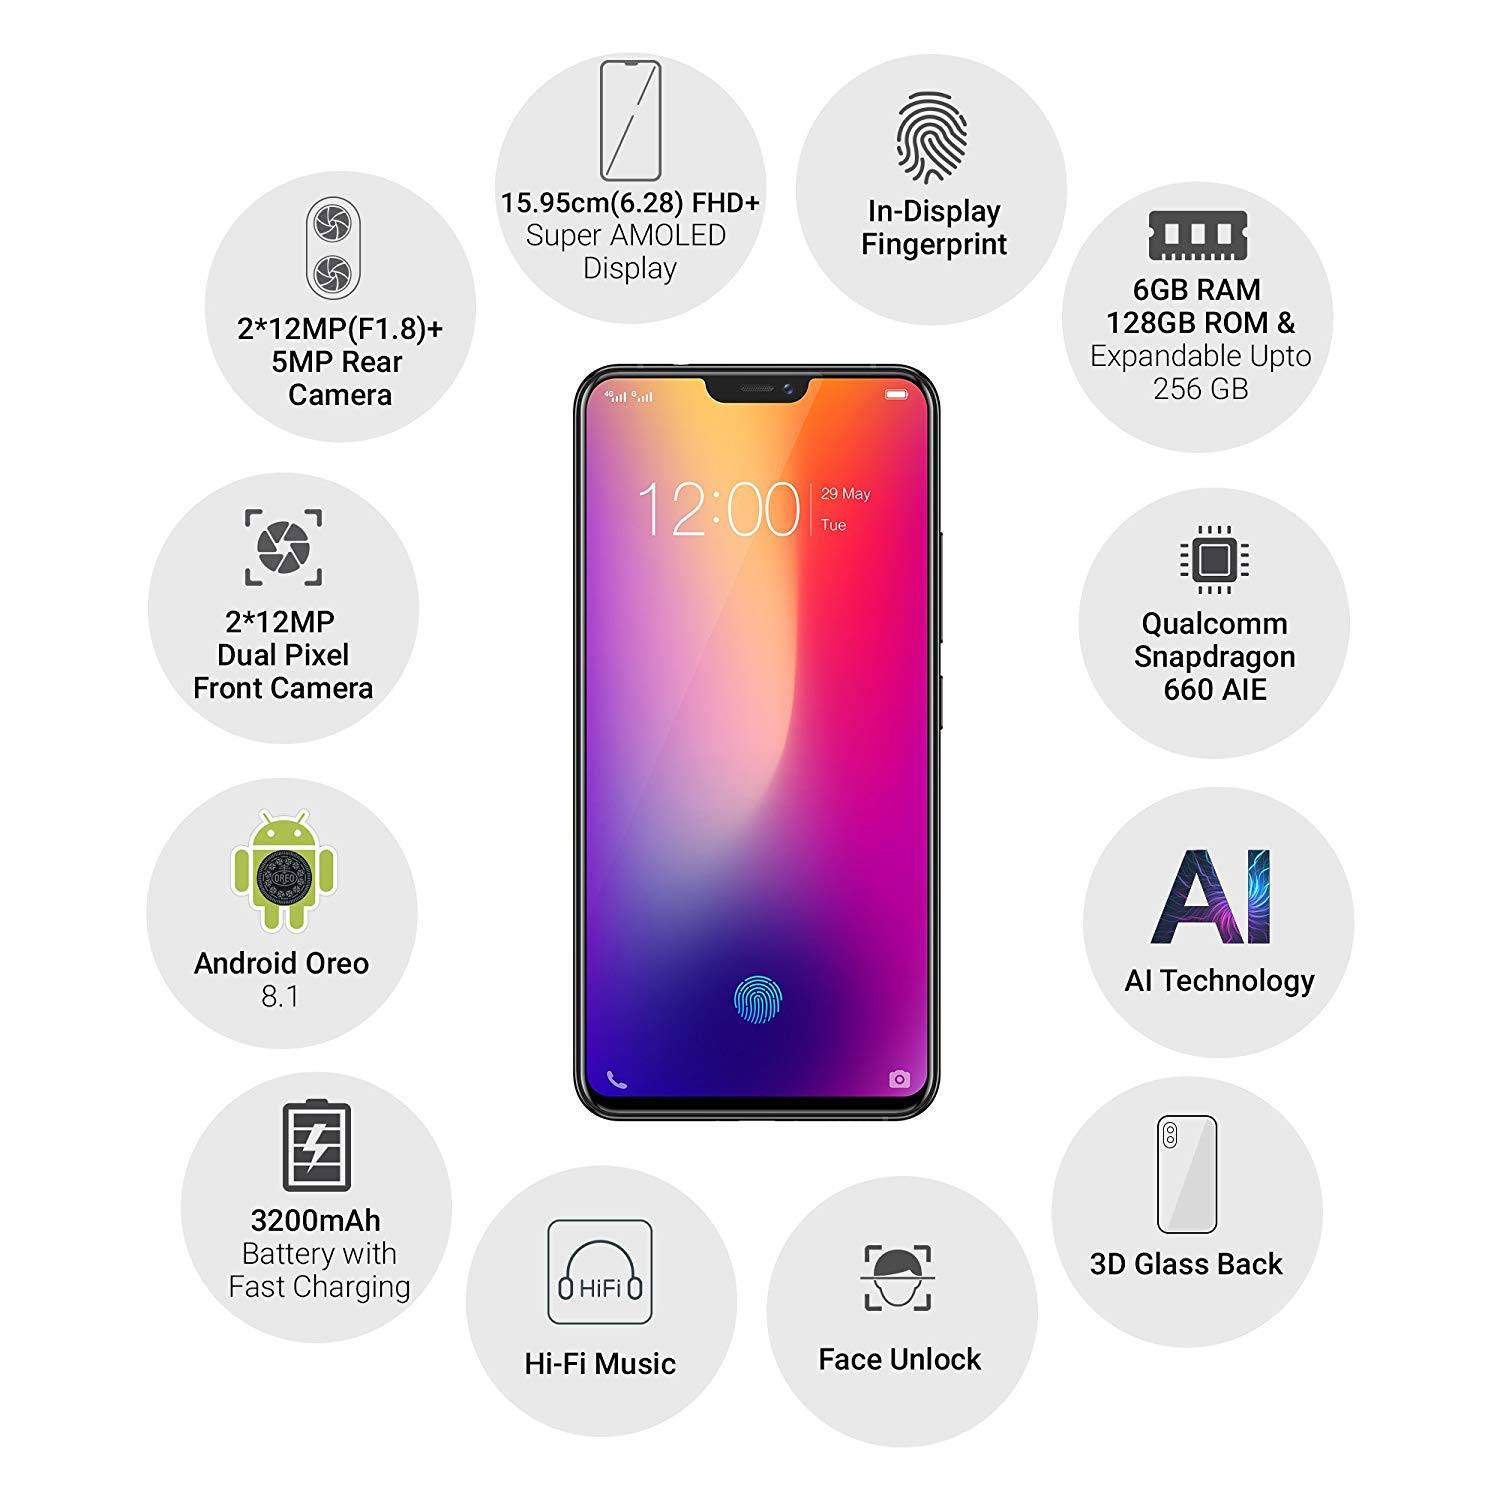 15.95cm(6.28) FHD+
Super AMOLED
Display
In-Display
Fingerprint
2*12MP(F1.8)+
5MP Rear
Camera
6GB RAM
128GB ROM &
Expandable Upto
256 GB
4G G
12:00
29 May
Tue
2*12MP
Dual Pixel
Front Camera
Qualcomm
Snapdragon
660 AIE
OREO
Android Oreo
8.1
AI
AI Technology
3200mAh
Battery with
Fast Charging
HiFi
Hi-Fi Music
Face Unlock
3D Glass Back